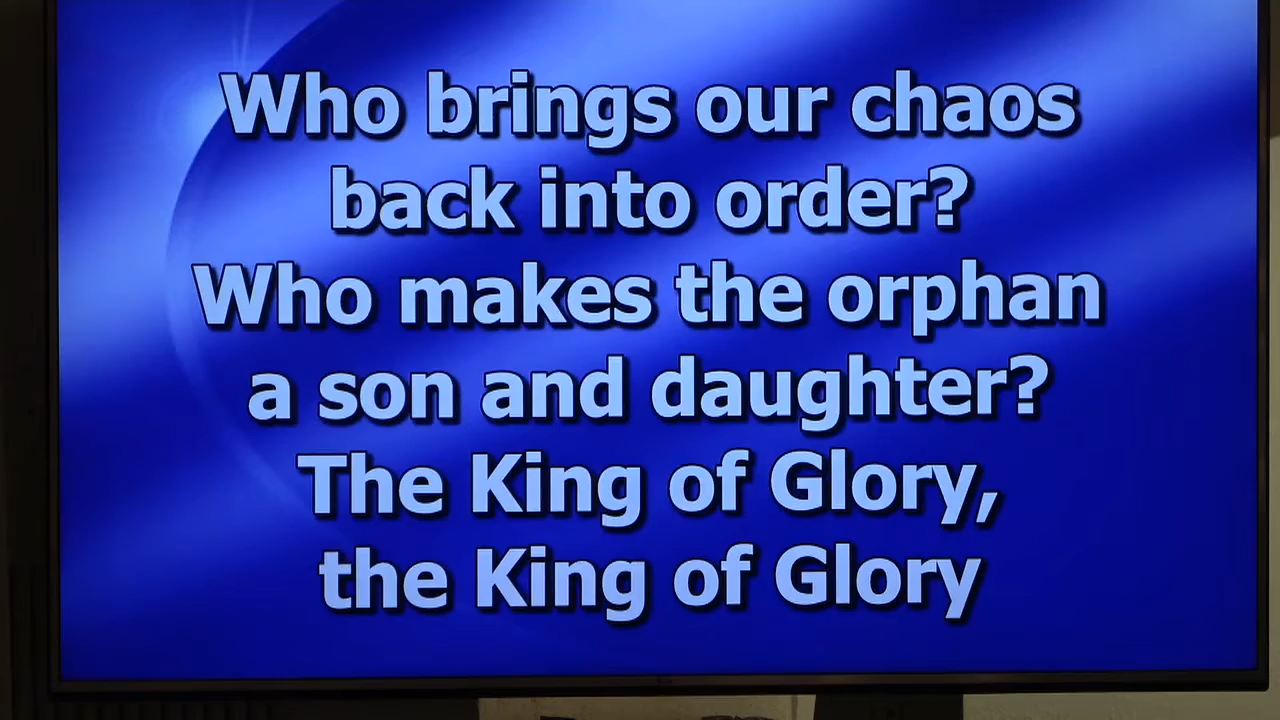 Who brings our chaos
back into order?
Who makes the orphan
a son and daughter?
The King of Glory,
the King of Glory